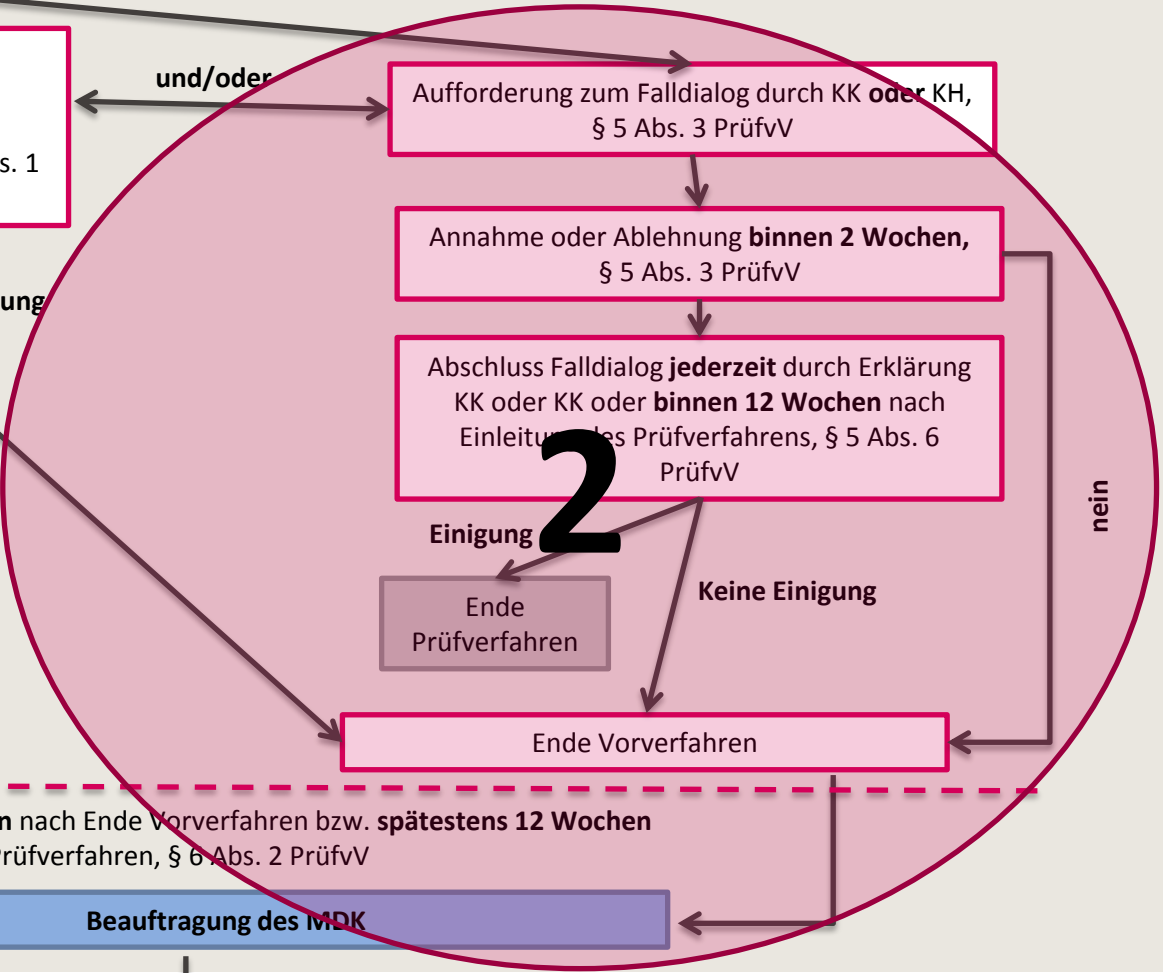 und/oder
Aufforderung zum Falldialog durch KK oder KH,
§ 5 Abs. 3 PrüfvV
s. 1
Annahme oder Ablehnung binnen 2 Wochen,
§ 5 Abs. 3 PrüfvV
ung
Abschluss Falldialog jederzeit durch Erklärung
KK oder KK oder binnen 12 Wochen nach
Einleitung des Prüfverfahrens, § 5 Abs. 6
PrüfvV
2
nein
Einigung
Keine Einigung
Ende
Prüfverfahren
Ende Vorverfahren
n nach Ende Vorverfahren bzw. spätestens 12 Wochen
Prüfverfahren, § 6 Abs. 2 PrüfvV
Beauftragung des MDK